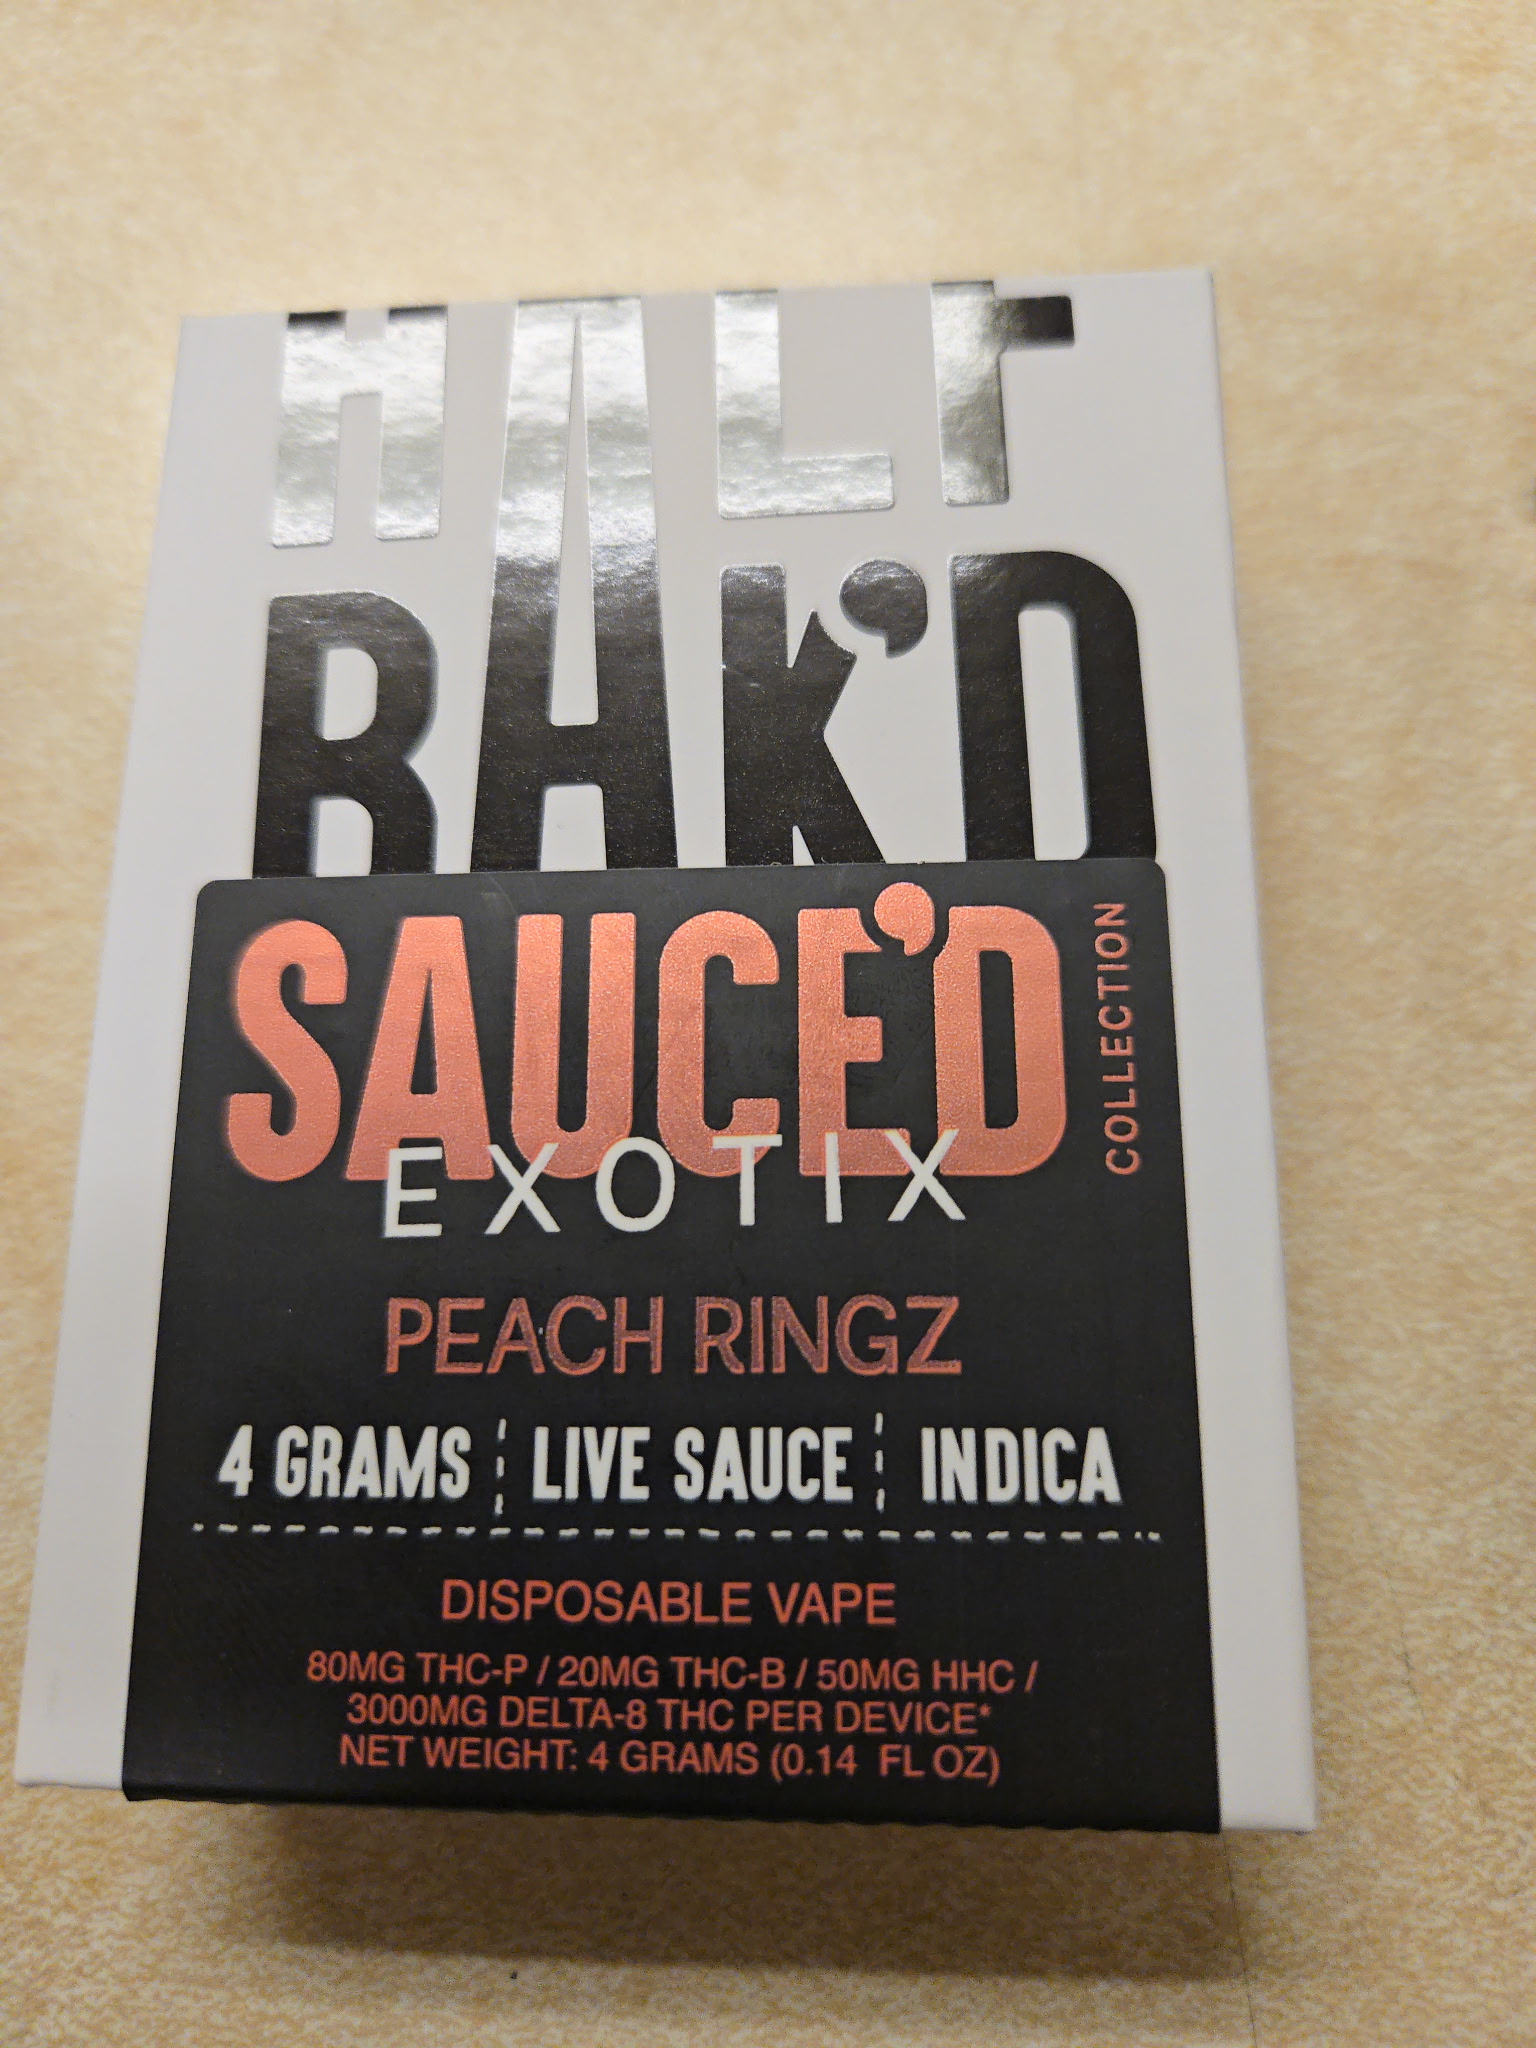 HALF
BAK'D
SAUCE'D
COLLECTION
EXOTIX
PEACH RINGZ
4 GRAMS LIVE SAUCE INDICA
DISPOSABLE VAPE
80MG THC-P / 20MG THC-B / 50MG HHC /
3000MG DELTA-8 THC PER DEVICE*
NET WEIGHT: 4 GRAMS (0.14 FL OZ)